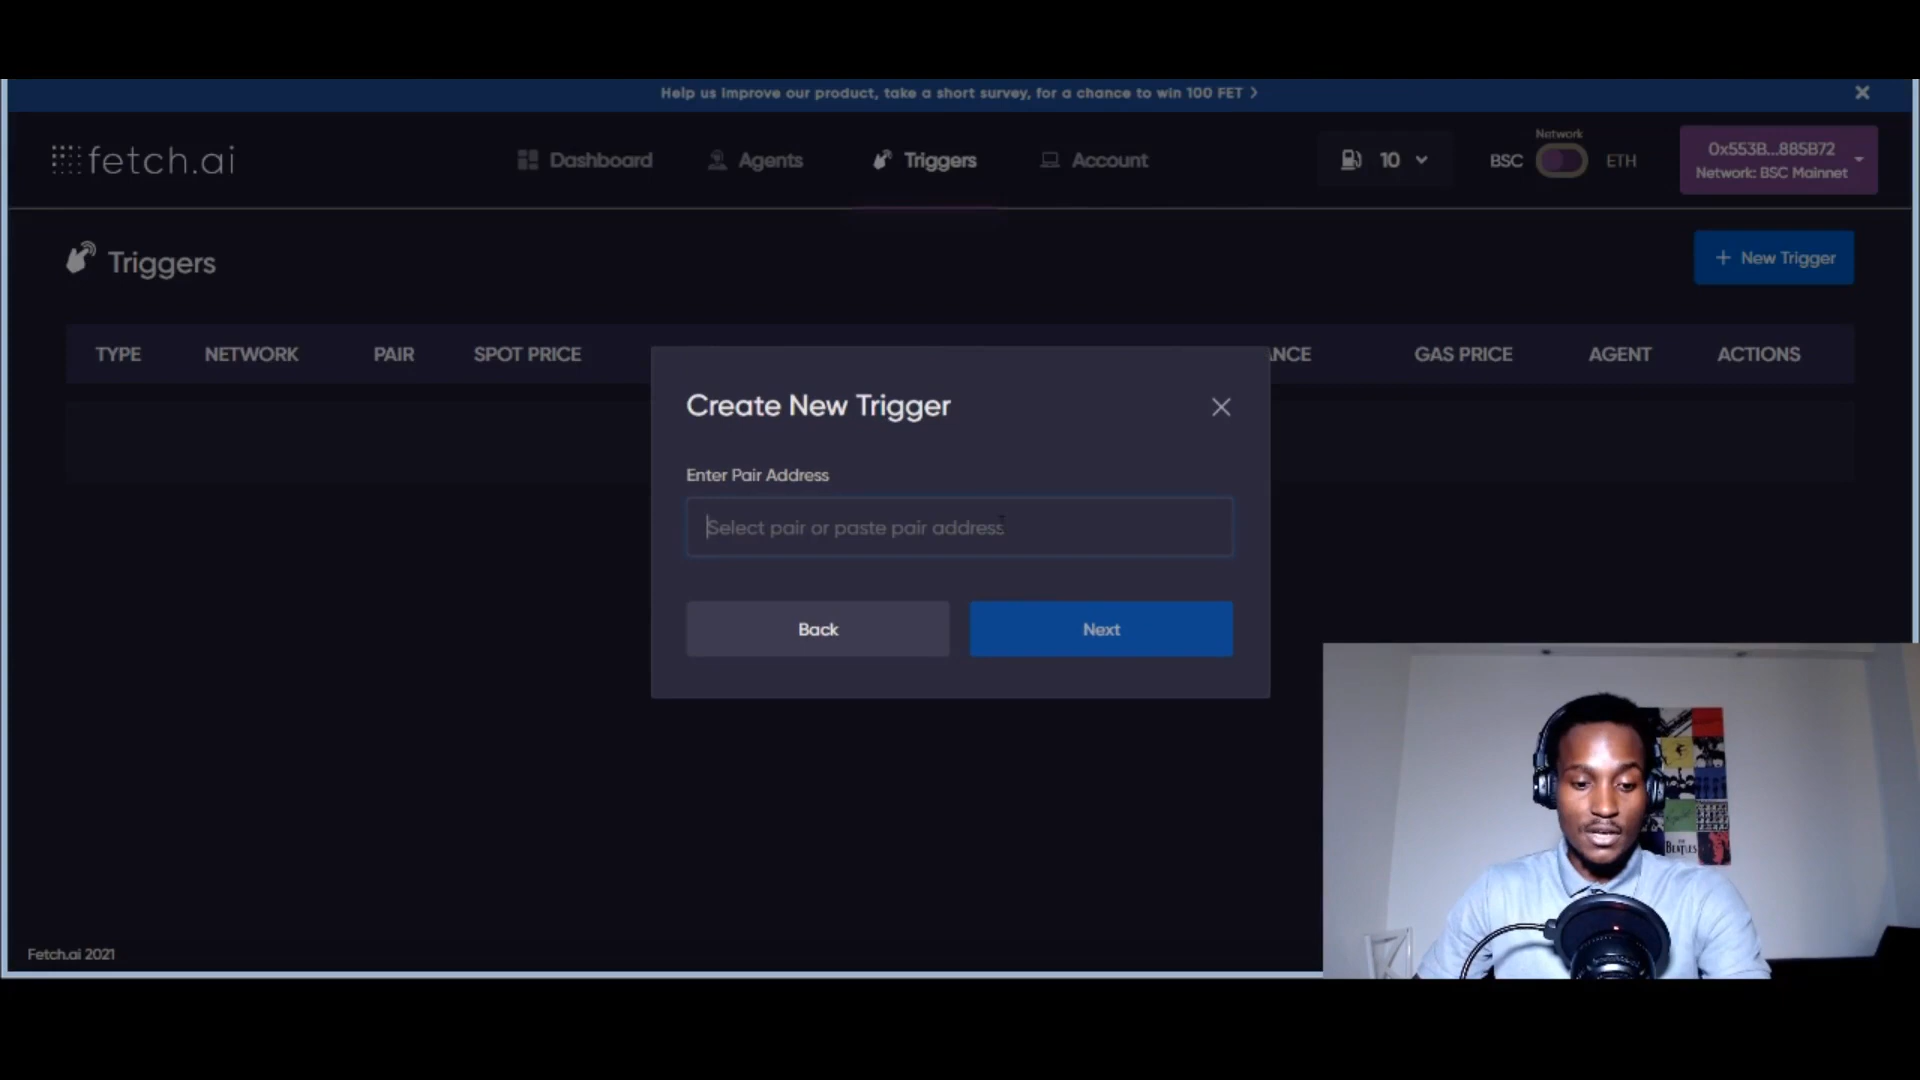 Help us improve our product, take a short survey, for a chance to win 100 FET >
fetch.ai
Dashboard
Agents
Triggers
Account
10
Network
BSC
ETH
0x553B...885B72
Network: BSC Mainnet
Triggers
+ New Trigger
TYPE
NETWORK
PAIR
SPOT PRICE
ANCE
GAS PRICE
AGENT
ACTIONS
Create New Trigger
Enter Pair Address
Select pair or paste pair address
Back
Next
THE
BEATLES
Fetch.ai 2021